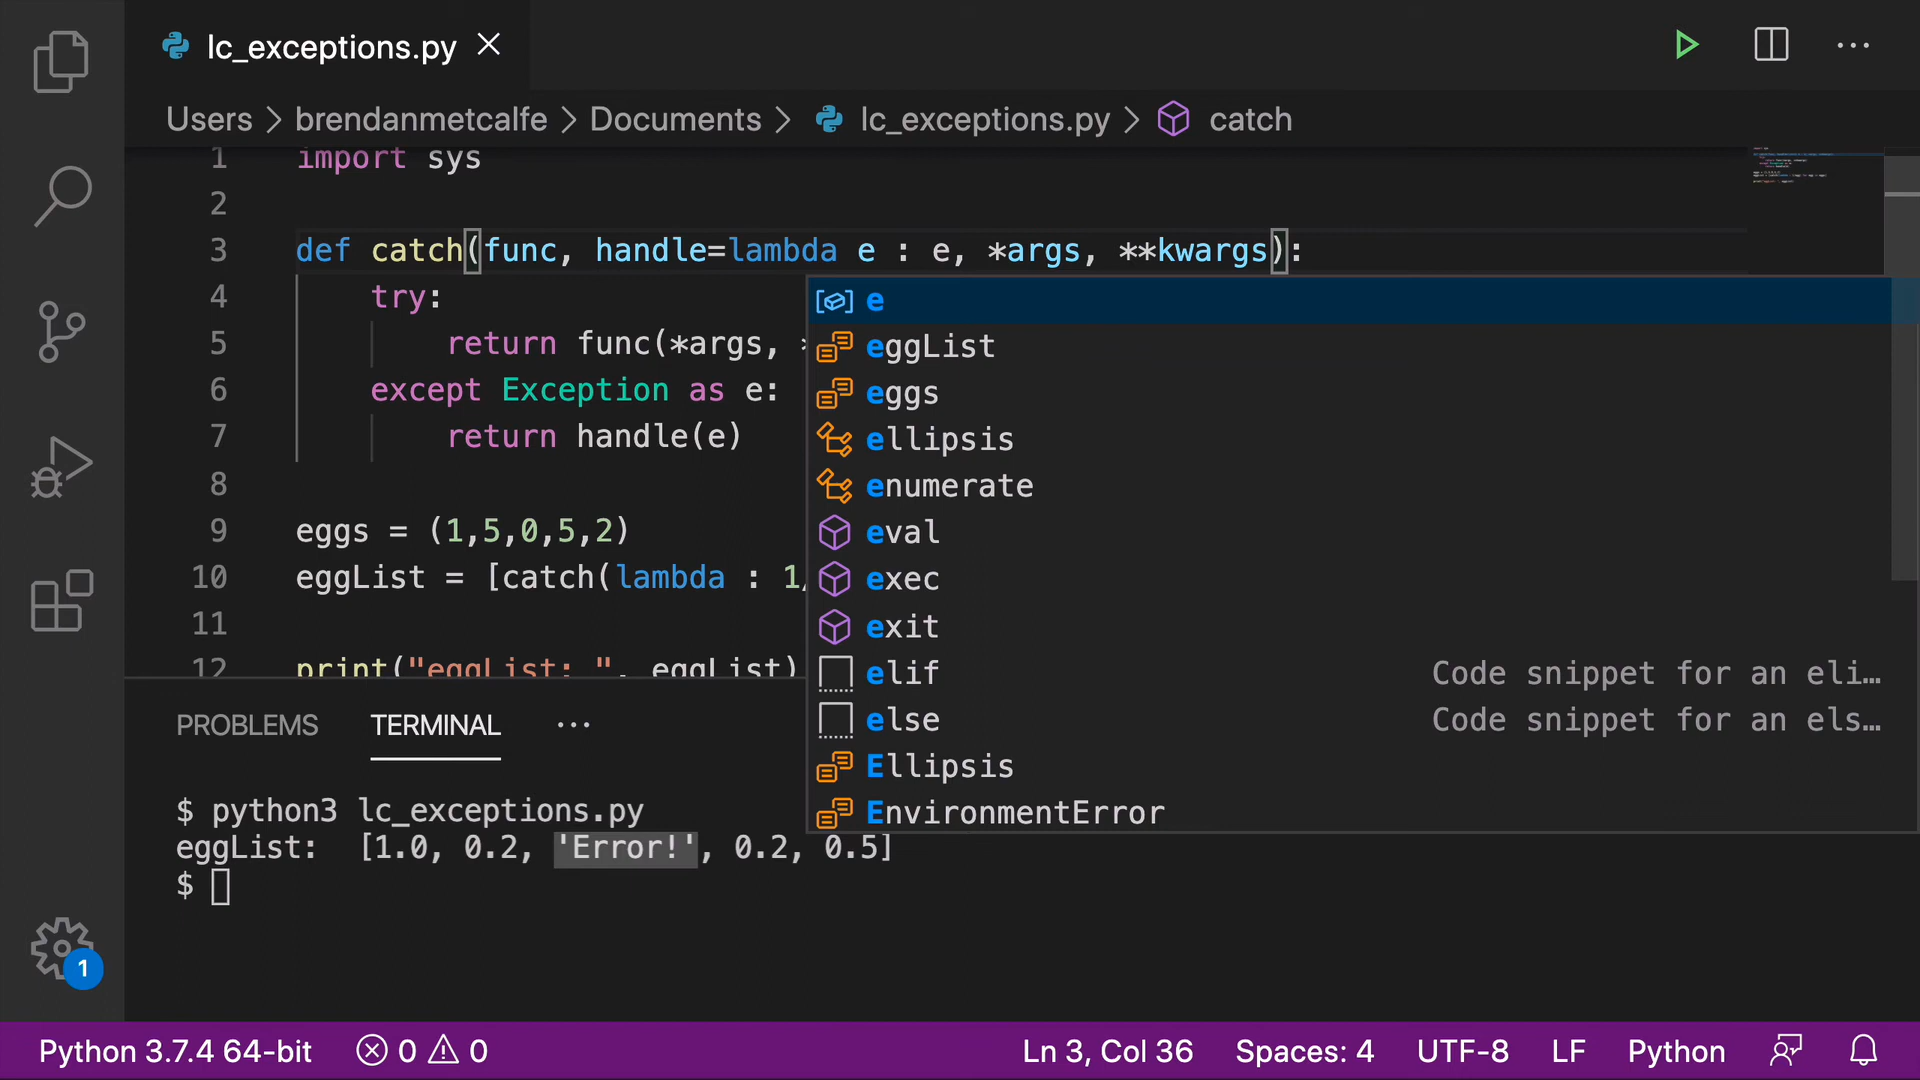 lc_exceptions.py
Users > brendanmetcalfe > Documents > lc_exceptions.py > catch
1 import sys
2
3 def catch(func, handle=lambda e : e, *args, **kwargs):
4 try:
5 return func(*args, *
6 except Exception as e:
7 return handle(e)
8
9 eggs = (1,5,0,5,2)
10 eggList = [catch(lambda : 1/
11
12 print("eggList: ", eggList)
e
eggList
eggs
ellipsis
enumerate
eval
exec
exit
elif Code snippet for an eli…
else Code snippet for an els…
Ellipsis
EnvironmentError
PROBLEMS TERMINAL ...
$ python3 lc_exceptions.py
eggList: [1.0, 0.2, 'Error!', 0.2, 0.5]
$
1
Python 3.7.4 64-bit 0 0 Ln 3, Col 36 Spaces: 4 UTF-8 LF Python